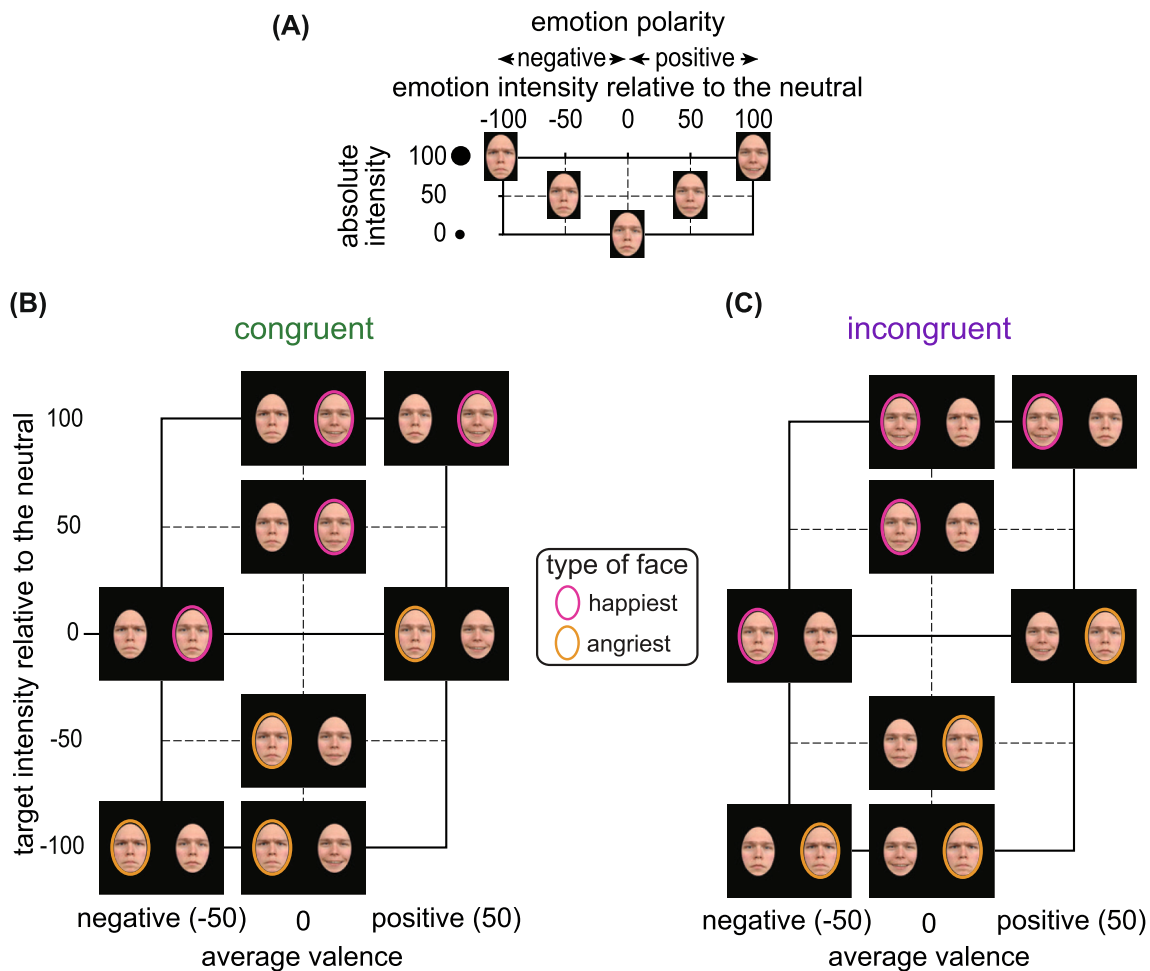 (A)
emotion polarity
negative positive
emotion intensity relative to the neutral
-100 -50 0 50 100
absolute
intensity
100
50
0
(B)
congruent
target intensity relative to the neutral
100
50
0
-50
-100
negative (-50) 0 positive (50)
average valence
type of face
happiest
angriest
(C)
incongruent
negative (-50) 0 positive (50)
average valence